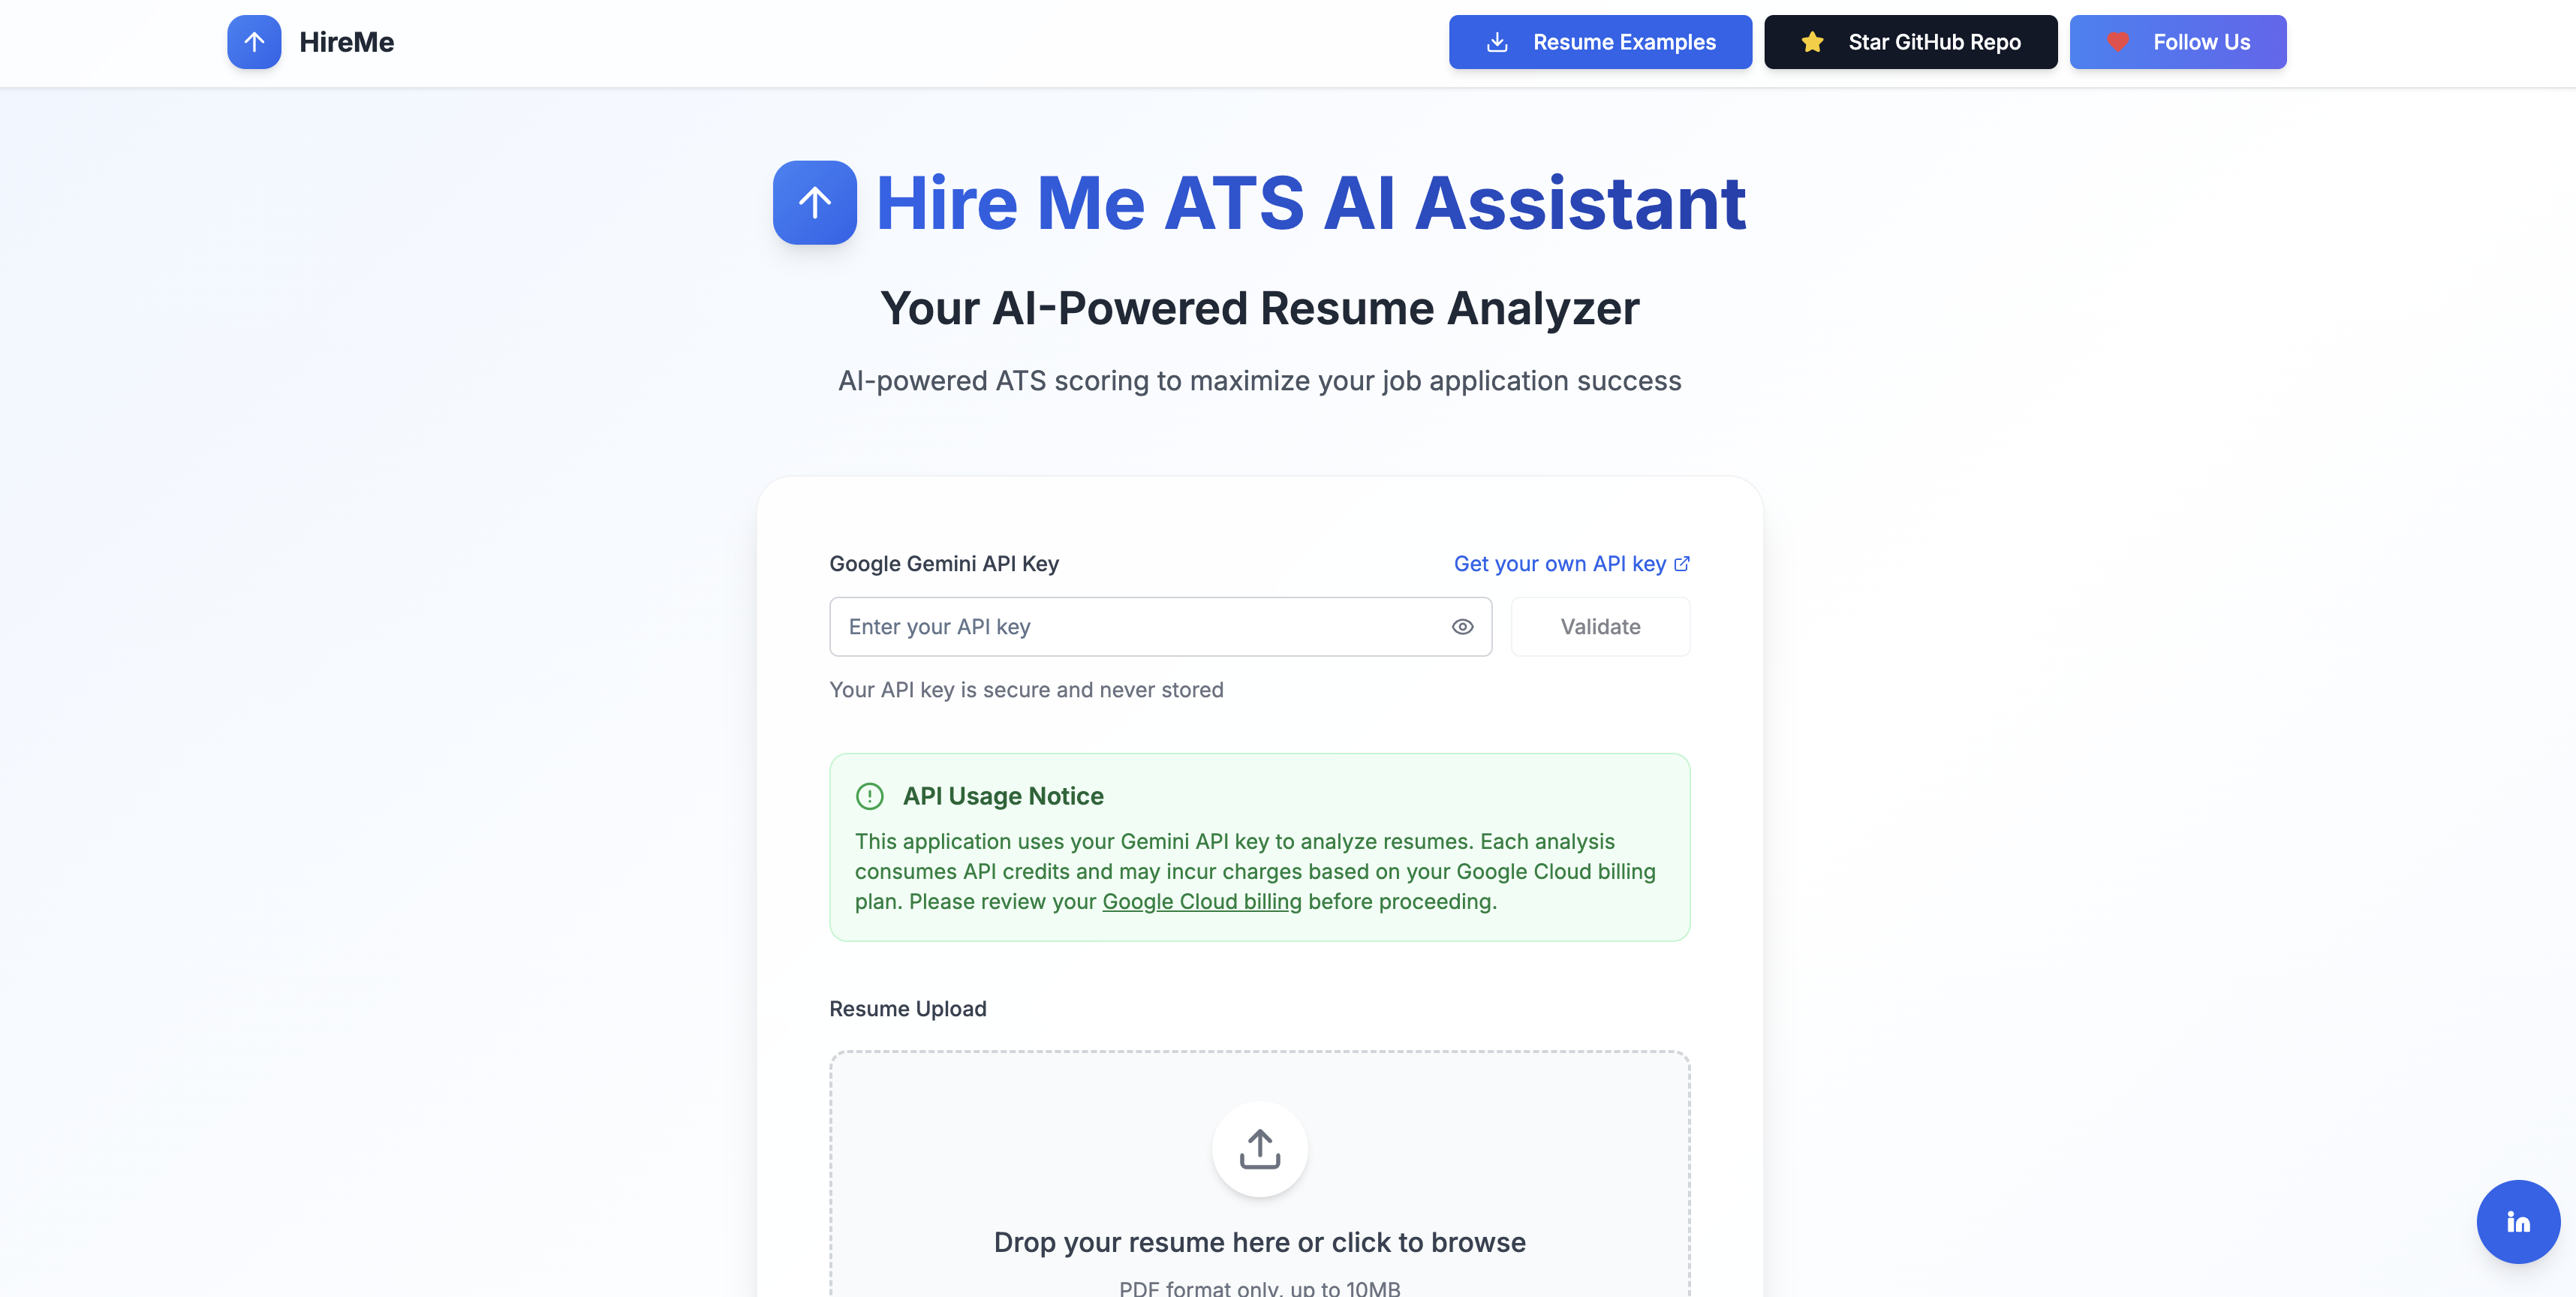 HireMe
Resume Examples
Star GitHub Repo
Follow Us
Hire Me ATS AI Assistant
Your AI-Powered Resume Analyzer
AI-powered ATS scoring to maximize your job application success
Google Gemini API Key
Get your own API key
Enter your API key
Validate
Your API key is secure and never stored
API Usage Notice
This application uses your Gemini API key to analyze resumes. Each analysis
consumes API credits and may incur charges based on your Google Cloud billing
plan. Please review your Google Cloud billing before proceeding.
Resume Upload
Drop your resume here or click to browse
PDF format only, up to 10MB
in